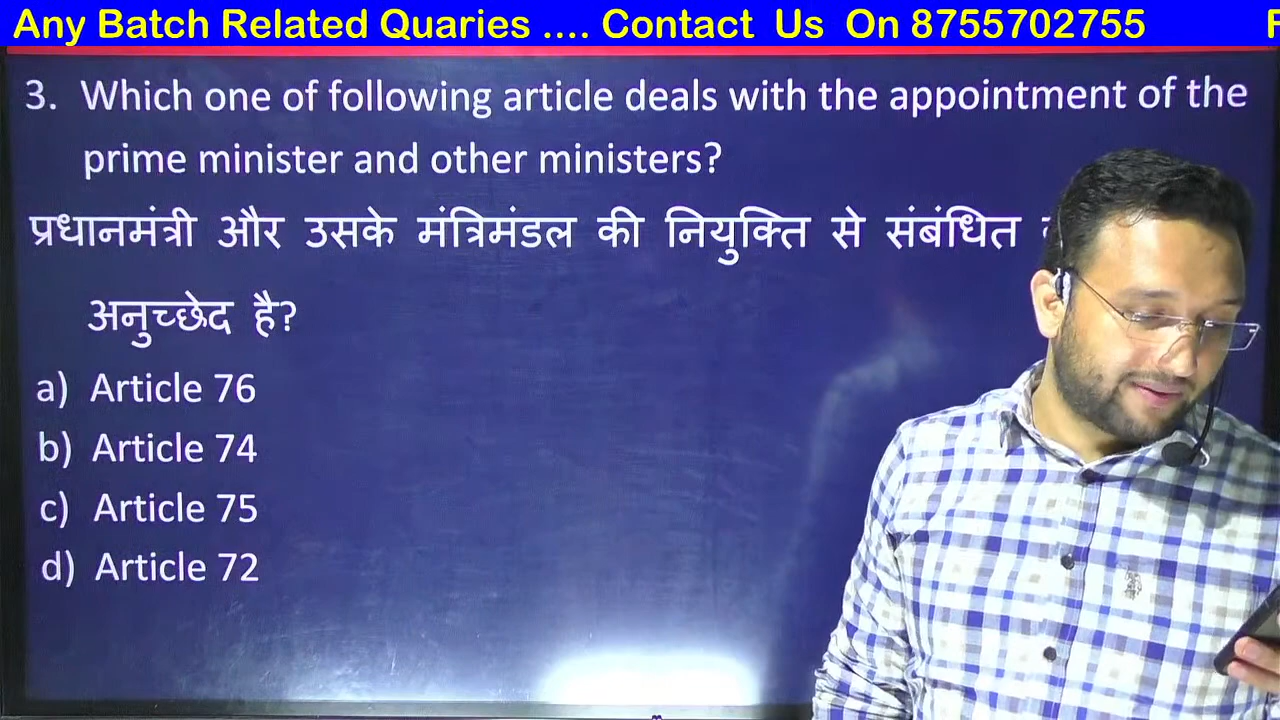 Any Batch Related Quaries .... Contact Us On 8755702755
3. Which one of following article deals with the appointment of the
prime minister and other ministers?
प्रधानमंत्री और उसके मंत्रिमंडल की नियुक्ति से संबंधित
अनुच्छेद है?
a) Article 76
b) Article 74
c) Article 75
d) Article 72